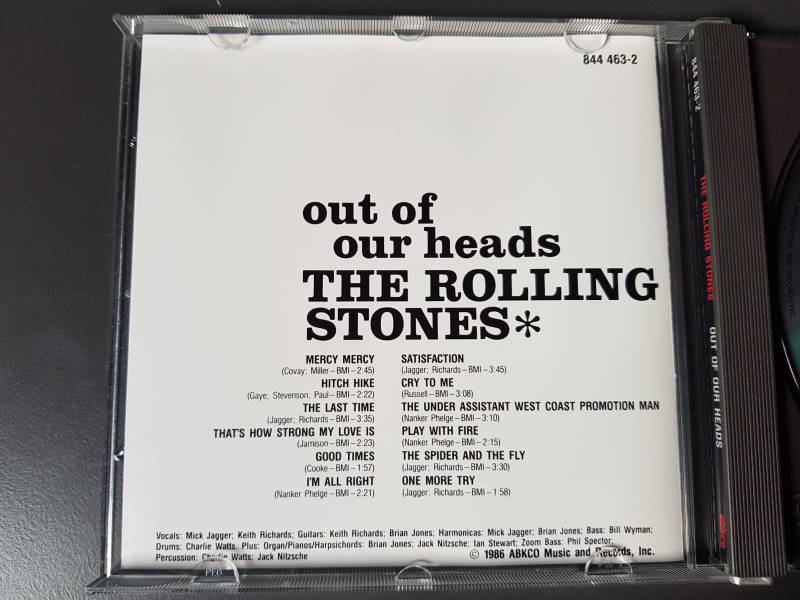 844 463-2
out of
our heads
THE ROLLING
STONES*
MERCY MERCY
(Covay; Miller–BMI–2:45)
HITCH HIKE
(Gaye; Stevenson; Paul–BMI–2:22)
THE LAST TIME
(Jagger; Richards–BMI–3:35)
THAT'S HOW STRONG MY LOVE IS
(Jamison–BMI–2:23)
GOOD TIMES
(Cooke–BMI–1:57)
I'M ALL RIGHT
(Nanker Phelge–BMI–2:21)
SATISFACTION
(Jagger; Richards–BMI–3:45)
CRY TO ME
(Russell–BMI–3:08)
THE UNDER ASSISTANT WEST COAST PROMOTION MAN
(Nanker Phelge–BMI–3:10)
PLAY WITH FIRE
(Nanker Phelge–BMI–2:15)
THE SPIDER AND THE FLY
(Jagger; Richards–BMI–3:30)
ONE MORE TRY
(Jagger; Richards–BMI–1:58)
Vocals: Mick Jagger; Keith Richards; Guitars: Keith Richards; Brian Jones; Harmonicas: Mick Jagger; Brian Jones; Bass: Bill Wyman;
Drums: Charlie Watts. Plus: Organ/Pianos/Harpsichords: Brian Jones; Jack Nitzsche; Ian Stewart; Zoom Bass: Phil Spector;
Percussion: Charlie Watts; Jack Nitzsche
© 1986 ABKCO Music and Records, Inc.
844 463-2
THE ROLLING STONES
OUT OF OUR HEADS
abkco